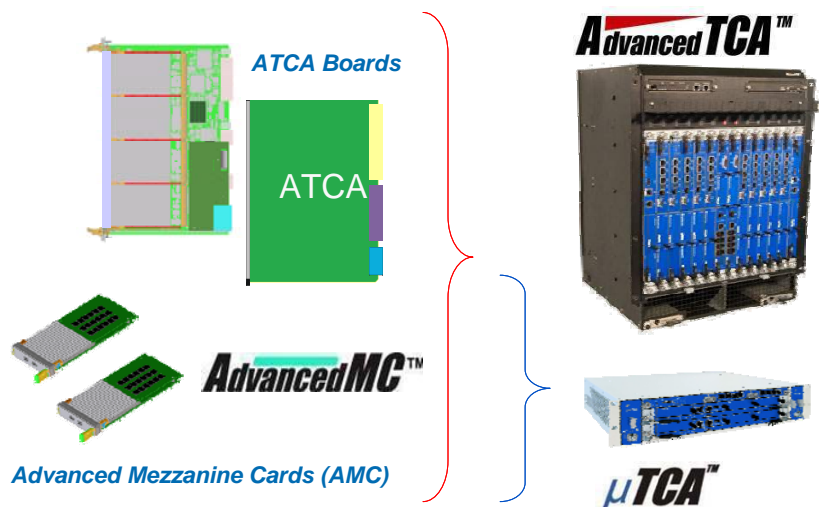 ATCA Boards
AdvancedTCA™
ATCA
AdvancedMC™
Advanced Mezzanine Cards (AMC)
µTCA™